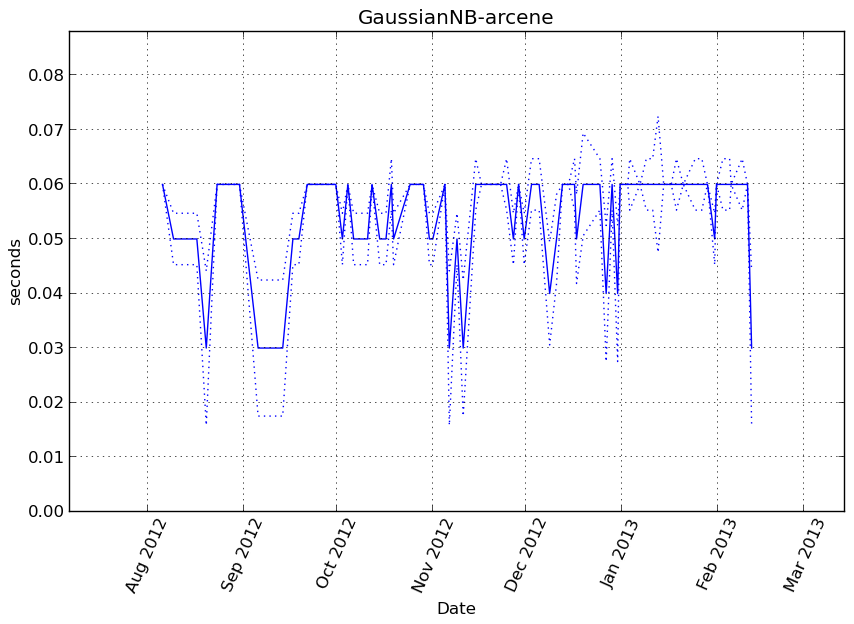 GaussianNB-arcene
0.08
0.07
0.06
0.05
0.04
0.03
0.02
0.01
0.00
seconds
Aug 2012
Sep 2012
Oct 2012
Nov 2012
Dec 2012
Jan 2013
Feb 2013
Mar 2013
Date